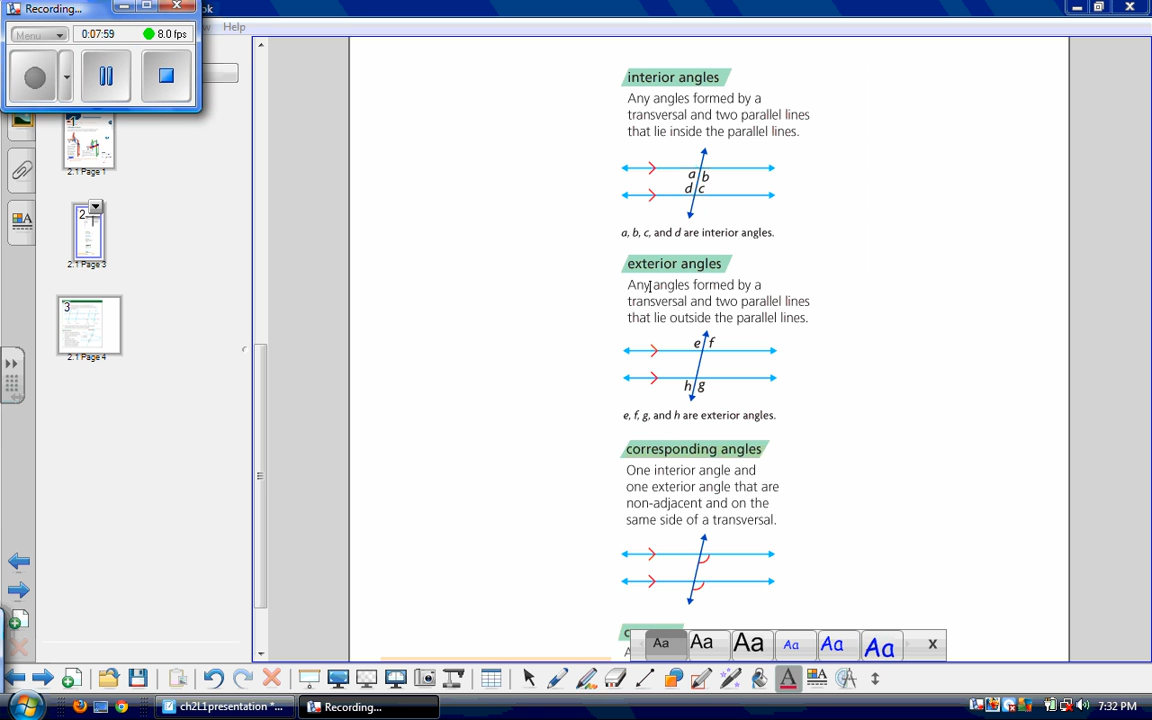 Recording...
Menu
0:07:59
8.0 fps
ok
w Help
1
2.1 Page 1
2
2.1 Page 3
3
2.1 Page 4
interior angles
Any angles formed by a
transversal and two parallel lines
that lie inside the parallel lines.
a b
d c
a, b, c, and d are interior angles.
exterior angles
Any angles formed by a
transversal and two parallel lines
that lie outside the parallel lines.
e f
h g
e, f, g, and h are exterior angles.
corresponding angles
One interior angle and
one exterior angle that are
non-adjacent and on the
same side of a transversal.
c
A
Aa Aa Aa Aa Aa Aa x
A
ch2L1presentation *...
Recording...
7:32 PM